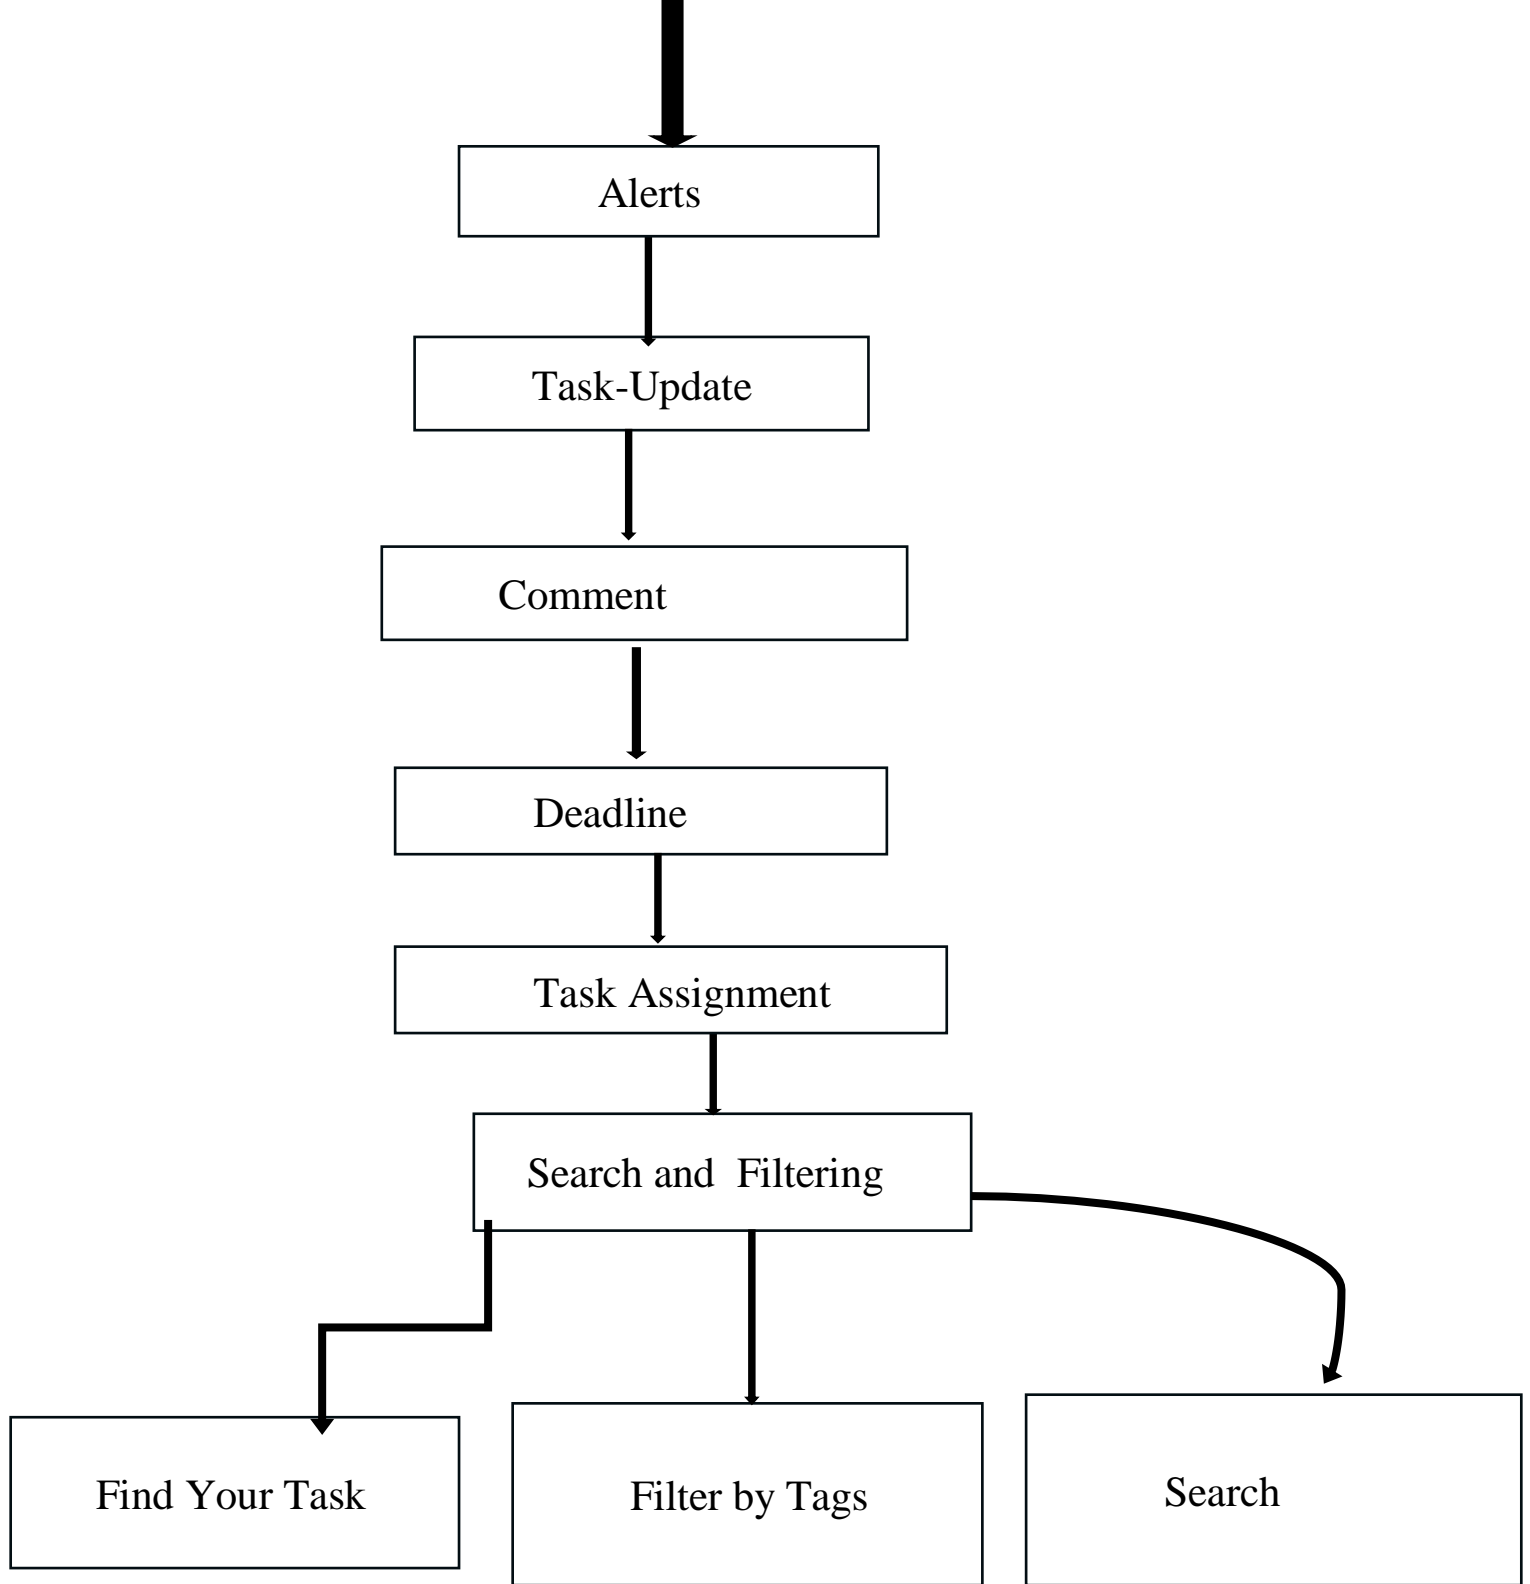 Alerts
Task-Update
Comment
Deadline
Task Assignment
Search and  Filtering
Find Your Task
Filter by Tags
Search